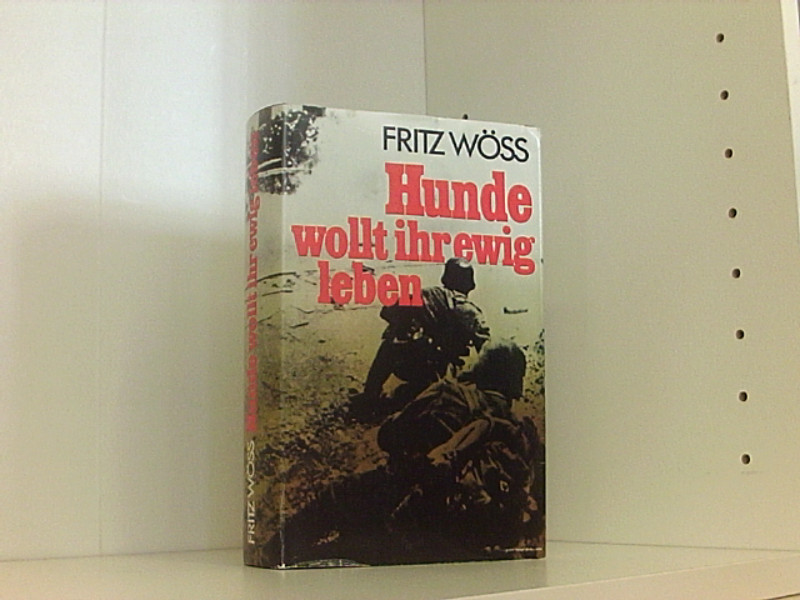 FRITZ WÖSS
Hunde
wollt ihr ewig
leben
FRITZ WÖSS Hunde wollt ihr ewig leben